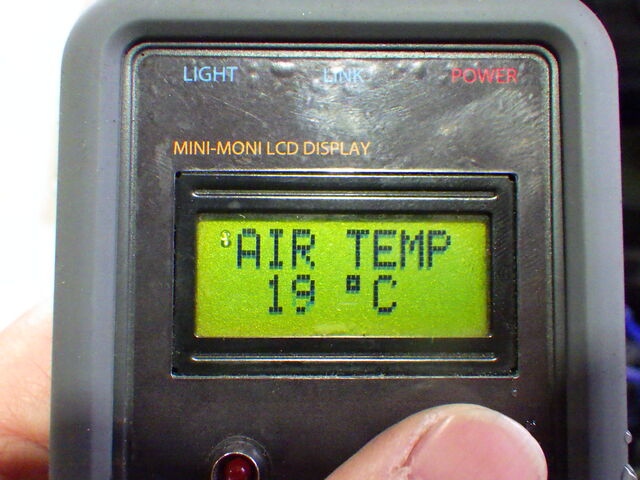 LIGHT LINK POWER
MINI-MONI LCD DISPLAY
AIR TEMP
19 °C